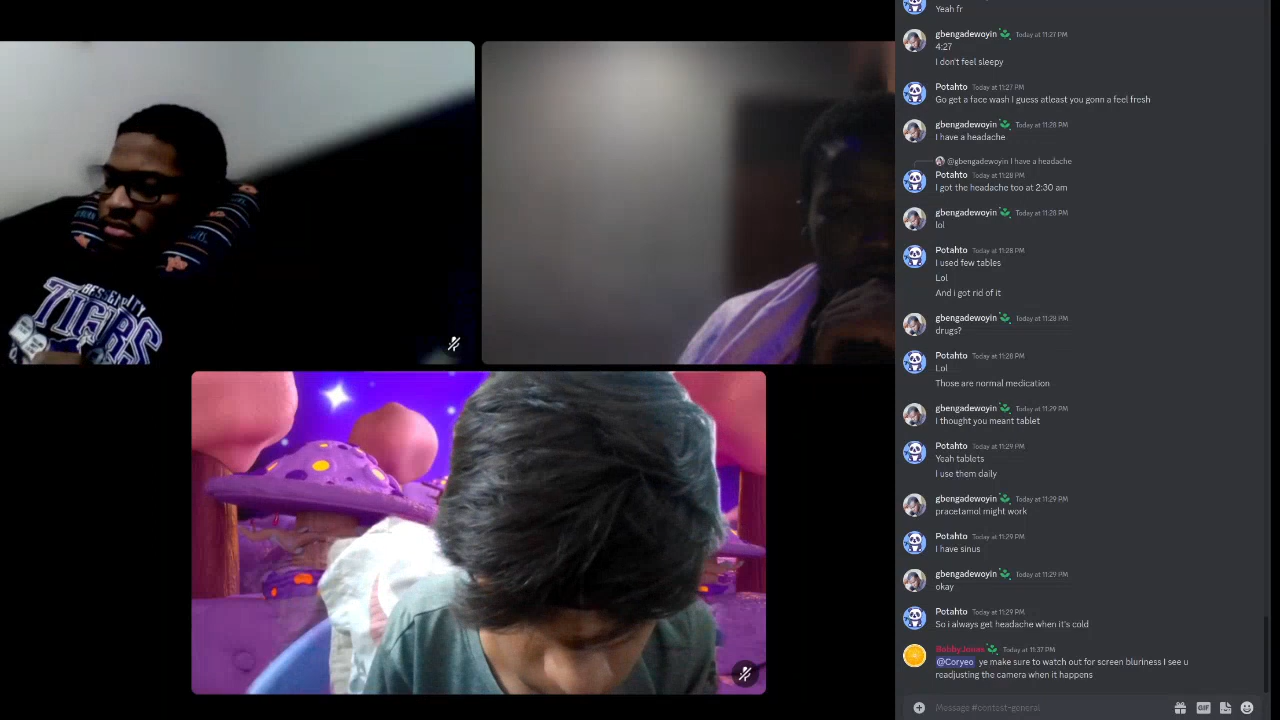 Yeah fr
gbengadewoyin Today at 11:27 PM
4:27
I don't feel sleepy
Potahto Today at 11:27 PM
Go get a face wash I guess atleast you gonn a feel fresh
gbengadewoyin Today at 11:28 PM
I have a headache
@gbengadewoyin I have a headache
Potahto Today at 11:28 PM
I got the headache too at 2:30 am
gbengadewoyin Today at 11:28 PM
lol
Potahto Today at 11:28 PM
I used few tables
Lol
And i got rid of it
gbengadewoyin Today at 11:28 PM
drugs?
Potahto Today at 11:28 PM
Lol
Those are normal medication
gbengadewoyin Today at 11:29 PM
I thought you meant tablet
Potahto Today at 11:29 PM
Yeah tablets
I use them daily
gbengadewoyin Today at 11:29 PM
pracetamol might work
Potahto Today at 11:29 PM
I have sinus
gbengadewoyin Today at 11:29 PM
okay
Potahto Today at 11:29 PM
So i always get headache when it's cold
BobbyJones Today at 11:37 PM
@Coryeo ye make sure to watch out for screen bluriness I see u
readjusting the camera when it happens
Message #contest-general
GIF
TIGERS